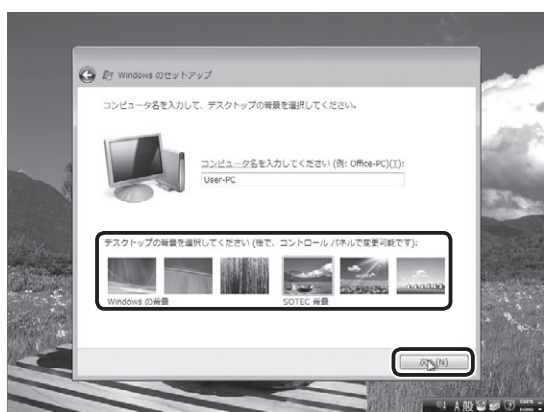 Windows のセットアップ
コンピュータ名を入力して、デスクトップの背景を選択してください。
コンピュータ名を入力してください (例: Office-PC)(T):
User-PC
デスクトップの背景を選択してください (後で、コントロール パネルで変更可能です):
Windows の背景
SOTEC 背景
(N)
A 般
CAPS
KANA